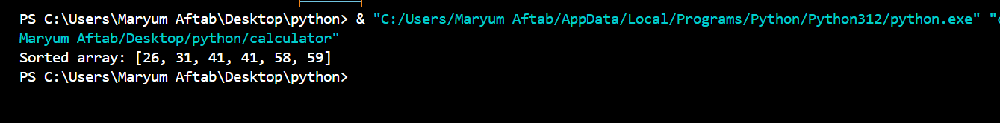 PS C:\Users\Maryum Aftab\Desktop\python> & "C:/Users/Maryum Aftab/AppData/Local/Programs/Python/Python312/python.exe" "
Maryum Aftab/Desktop/python/calculator"
Sorted array: [26, 31, 41, 41, 58, 59]
PS C:\Users\Maryum Aftab\Desktop\python>